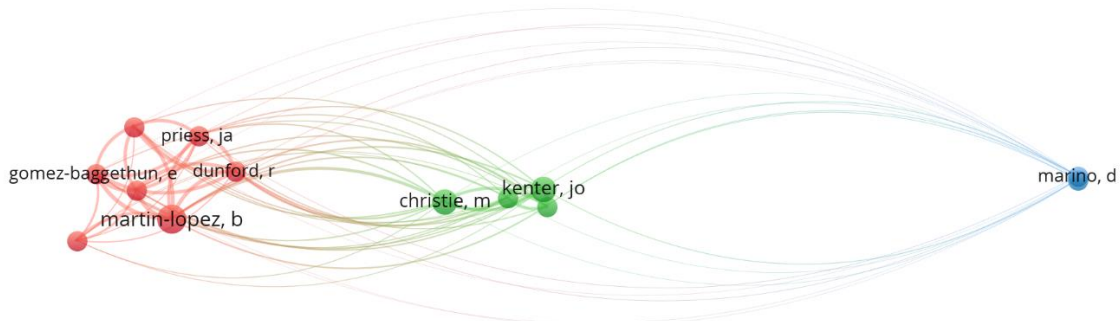 priess, ja
gomez-baggethun, e
dunford, r
martin-lopez, b
christie, m
kenter, jo
marino, d